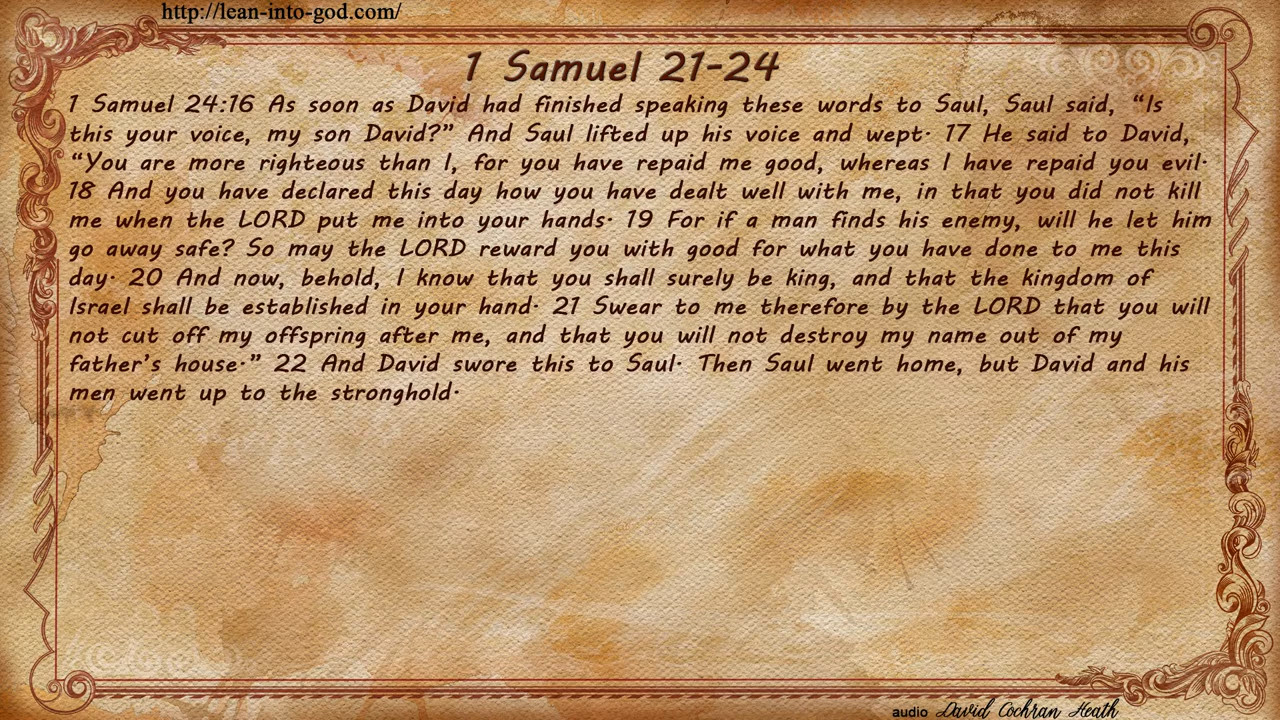 http://lean-into-god.com/
1 Samuel 21-24
1 Samuel 24:16 As soon as David had finished speaking these words to Saul, Saul said, “Is
this your voice, my son David?” And Saul lifted up his voice and wept. 17 He said to David,
“You are more righteous than I, for you have repaid me good, whereas I have repaid you evil.
18 And you have declared this day how you have dealt well with me, in that you did not kill
me when the LORD put me into your hands. 19 For if a man finds his enemy, will he let him
go away safe? So may the LORD reward you with good for what you have done to me this
day. 20 And now, behold, I know that you shall surely be king, and that the kingdom of
Israel shall be established in your hand. 21 Swear to me therefore by the LORD that you will
not cut off my offspring after me, and that you will not destroy my name out of my
father’s house.” 22 And David swore this to Saul. Then Saul went home, but David and his
men went up to the stronghold.
audio David Cochran Heath